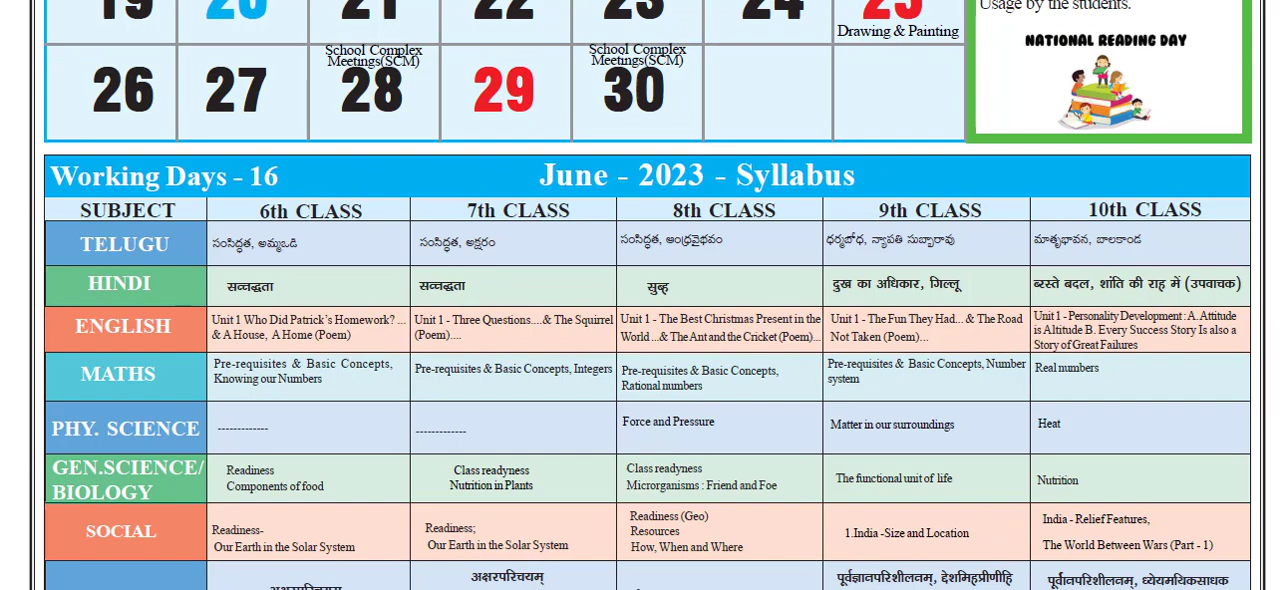 19 20 21 22 23 24 25
Usage by the students.
Drawing & Painting
NATIONAL READING DAY
School Complex
Meetings(SCM)
School Complex
Meetings(SCM)
26 27 28 29 30
Working Days - 16 June - 2023 - Syllabus
SUBJECT 6th CLASS 7th CLASS 8th CLASS 9th CLASS 10th CLASS
TELUGU సంసిద్ధత, అమ్మఒడి సంసిద్ధత, అక్షరం సంసిద్ధత, ఆంధ్రవైభవం ధర్మబోధ, న్యాపతి సుబ్బారావు మాతృభావన, బాలకాండ
HINDI सन्नद्धता सन्नद्धता सुबह दुख का अधिकार, गिल्लू बरसते बदल, शांति की राह में (उपवाचक)
ENGLISH
Unit 1 Who Did Patrick's Homework? ...
& A House, A Home (Poem)
Unit 1 - Three Questions....& The Squirrel
(Poem)....
Unit 1 - The Best Christmas Present in the
World ...& The Ant and the Cricket (Poem)...
Unit 1 - The Fun They Had... & The Road
Not Taken (Poem)...
Unit 1 - Personality Development : A. Attitude
is Altitude B. Every Success Story Is also a
Story of Great Failures
MATHS
Pre-requisites & Basic Concepts,
Knowing our Numbers
Pre-requisites & Basic Concepts, Integers
Pre-requisites & Basic Concepts,
Rational numbers
Pre-requisites & Basic Concepts, Number
system
Real numbers
PHY. SCIENCE ------------- ------------- Force and Pressure Matter in our surroundings Heat
GEN.SCIENCE/
BIOLOGY
Readiness
Components of food
Class readyness
Nutrition in Plants
Class readyness
Microrganisms : Friend and Foe
The functional unit of life
Nutrition
SOCIAL
Readiness-
Our Earth in the Solar System
Readiness;
Our Earth in the Solar System
Readiness (Geo)
Resources
How, When and Where
1.India -Size and Location
India - Relief Features,
The World Between Wars (Part - 1)
अक्षरपरिचयम्
पूर्वज्ञानपरिशीलनम्, देशमिहप्रीणीहि
पूर्वानपरिशीलनम्, ध्येयमयिकसाधक